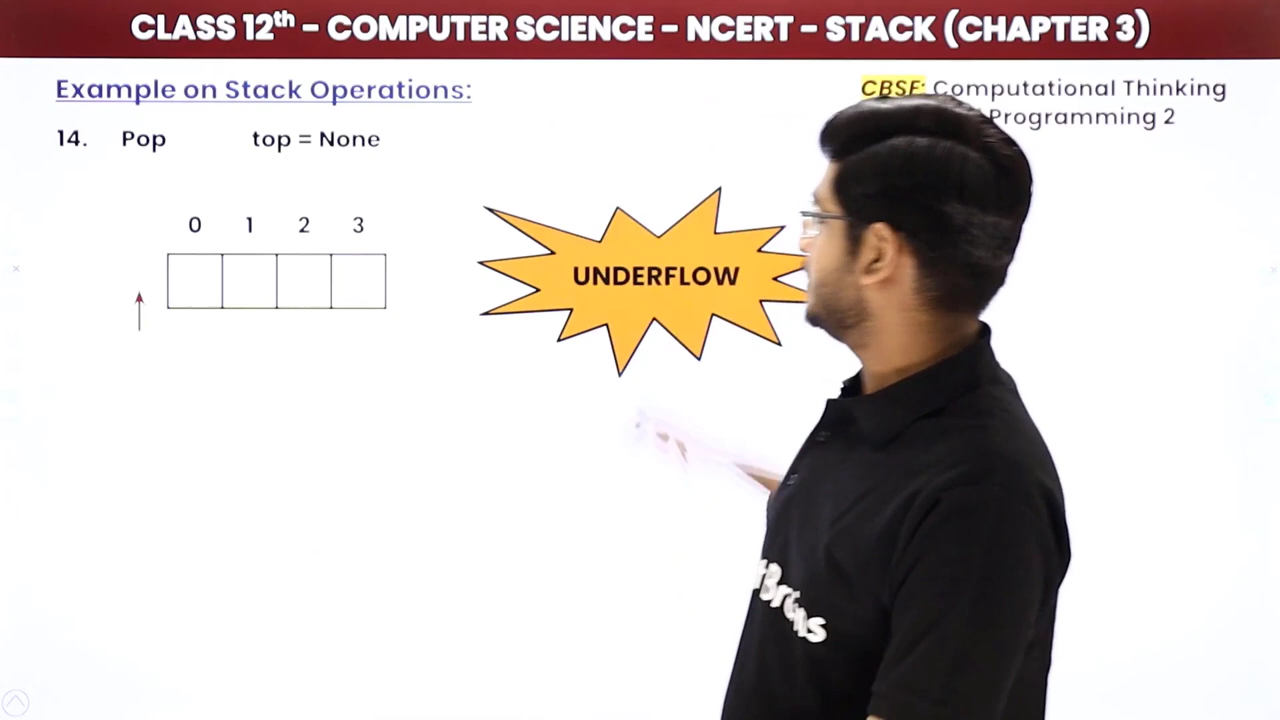 CLASS 12th – COMPUTER SCIENCE – NCERT – STACK (CHAPTER 3)
Example on Stack Operations:
CBSE: Computational Thinking
Programming 2
14. Pop top = None
0 1 2 3
UNDERFLOW